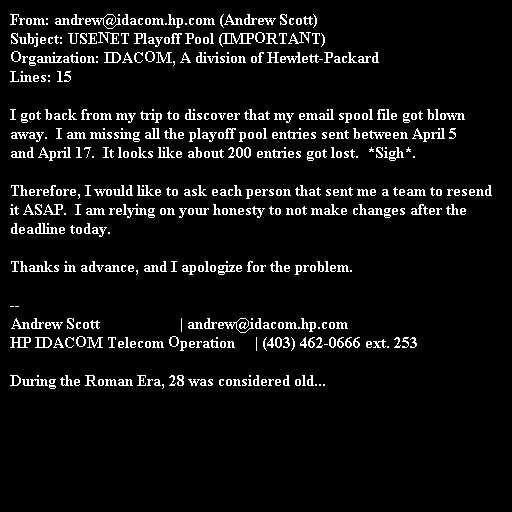 From: andrew@idacom.hp.com (Andrew Scott)
Subject: USENET Playoff Pool (IMPORTANT)
Organization: IDACOM, A division of Hewlett-Packard
Lines: 15

I got back from my trip to discover that my email spool file got blown
away.  I am missing all the playoff pool entries sent between April 5
and April 17.  It looks like about 200 entries got lost.  *Sigh*.

Therefore, I would like to ask each person that sent me a team to resend
it ASAP.  I am relying on your honesty to not make changes after the
deadline today.

Thanks in advance, and I apologize for the problem.

--
Andrew Scott                    | andrew@idacom.hp.com
HP IDACOM Telecom Operation     | (403) 462-0666 ext. 253

During the Roman Era, 28 was considered old...